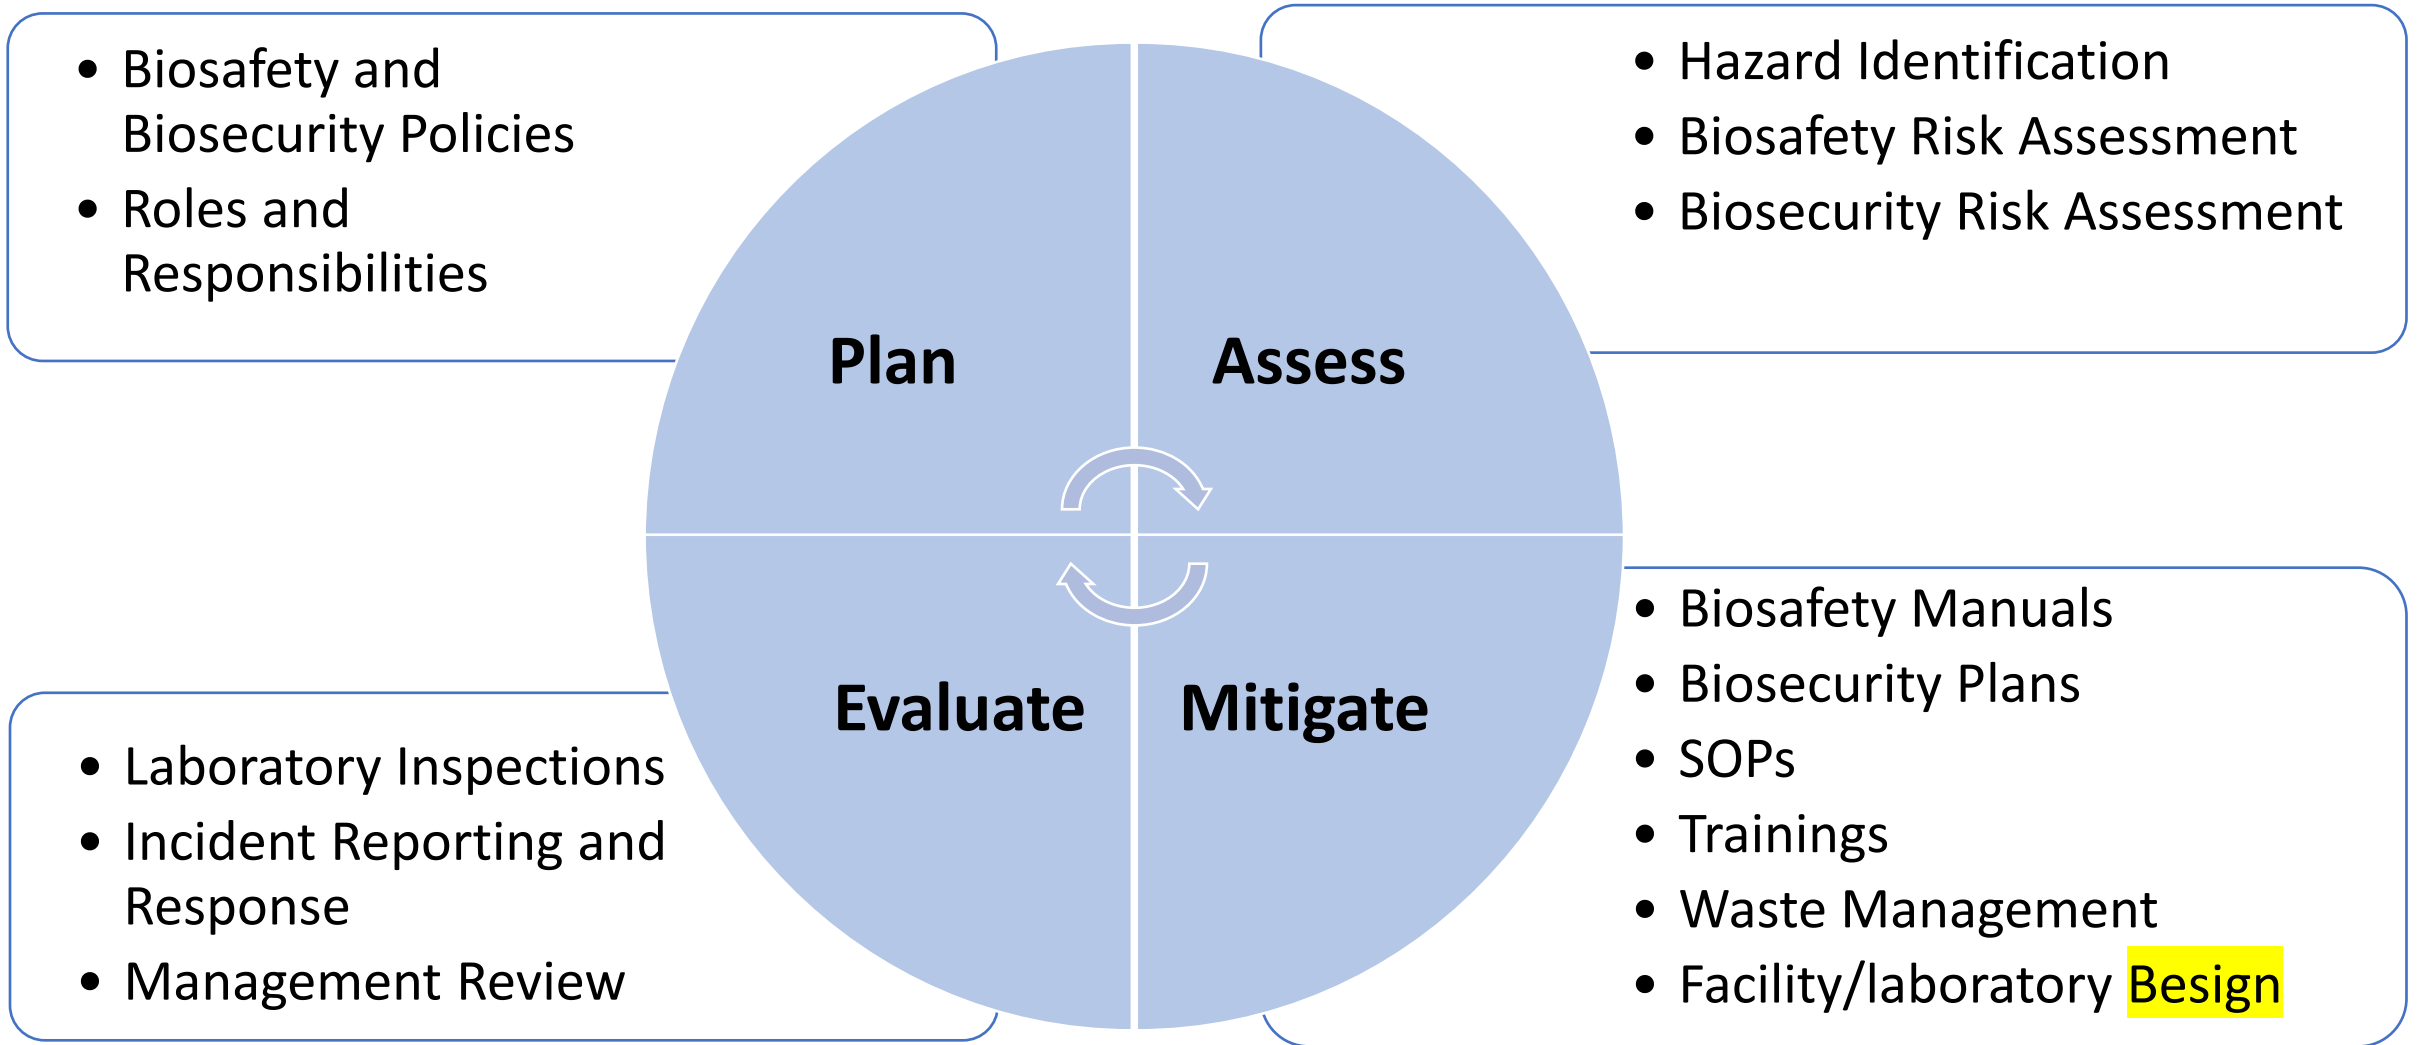 • Biosafety and
Biosecurity Policies
• Roles and
Responsibilities
• Hazard Identification
• Biosafety Risk Assessment
• Biosecurity Risk Assessment
Plan
Assess
Evaluate
Mitigate
• Laboratory Inspections
• Incident Reporting and
Response
• Management Review
• Biosafety Manuals
• Biosecurity Plans
• SOPs
• Trainings
• Waste Management
• Facility/laboratory Besign